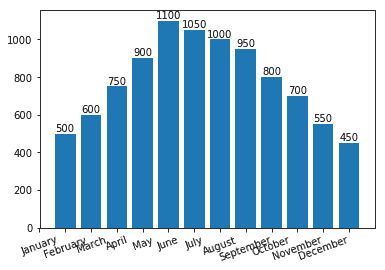 1100
1050
1000
950
900
800
750
700
600
550
500
450
1000
800
600
400
200
0
January
February
March
April
May
June
July
August
September
October
November
December